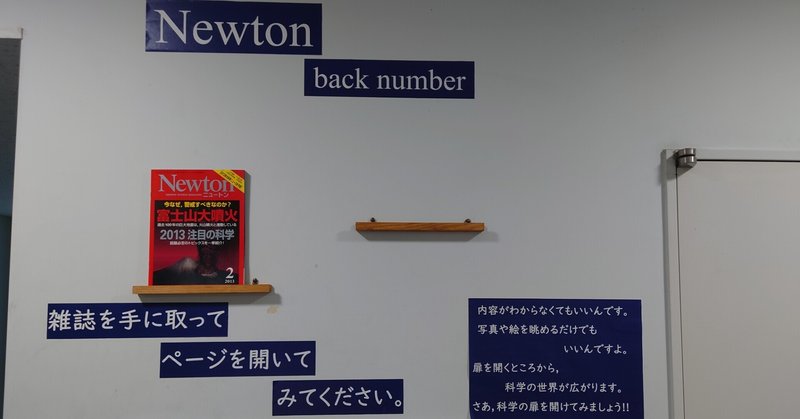 Newton
back number
Newton
ニュートン
今なぜ、警戒すべきなのか?
富士山大噴火
2013 注目の科学
2
2013
雑誌を手に取って
ページを開いて
みてください。
内容がわからなくてもいいんです。
写真や絵を眺めるだけでも
いいんですよ。
扉を開くところから,
科学の世界が広がります。
さあ,科学の扉を開けてみましょう!!